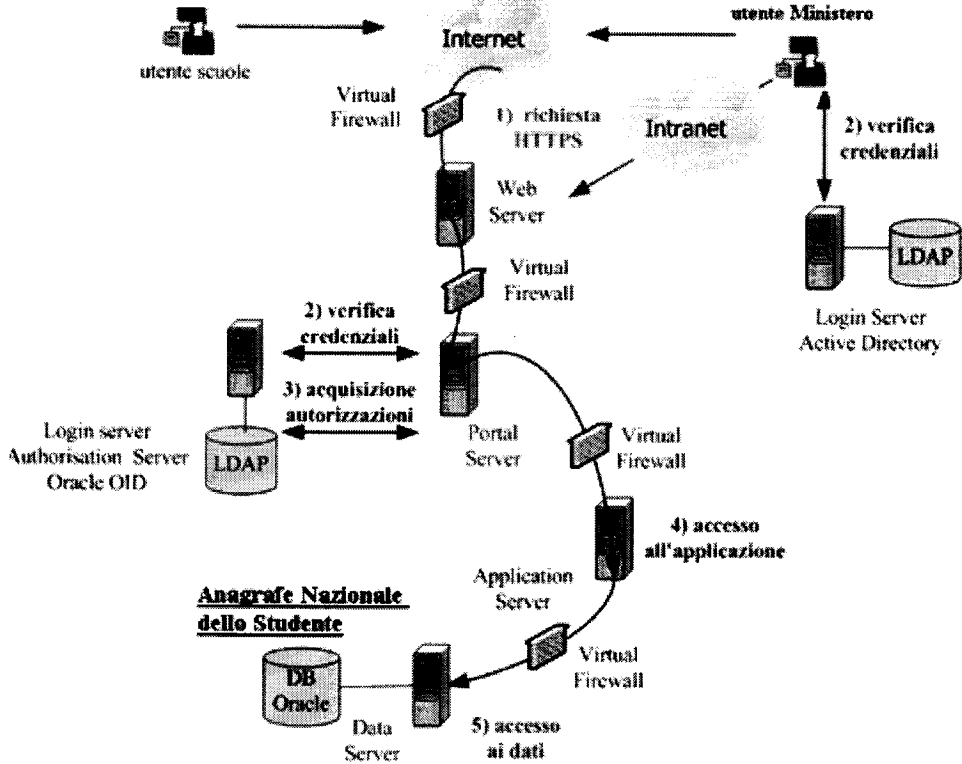 utente Ministero
Internet
utente scuole
Virtual
Firewall
1) richiesta
HTTPS
Intranet
2) verifica
credenziali
Web
Server
LDAP
Virtual
Firewall
Login Server
Active Directory
2) verifica
credenziali
3) acquisizione
autorizzazioni
Login server
Authorisation Server
Oracle OID
LDAP
Portal
Server
Virtual
Firewall
4) accesso
all'applicazione
Application
Server
Anagrafe Nazionale
dello Studente
Virtual
Firewall
DB
Oracle
Data
Server
5) accesso
ai dati